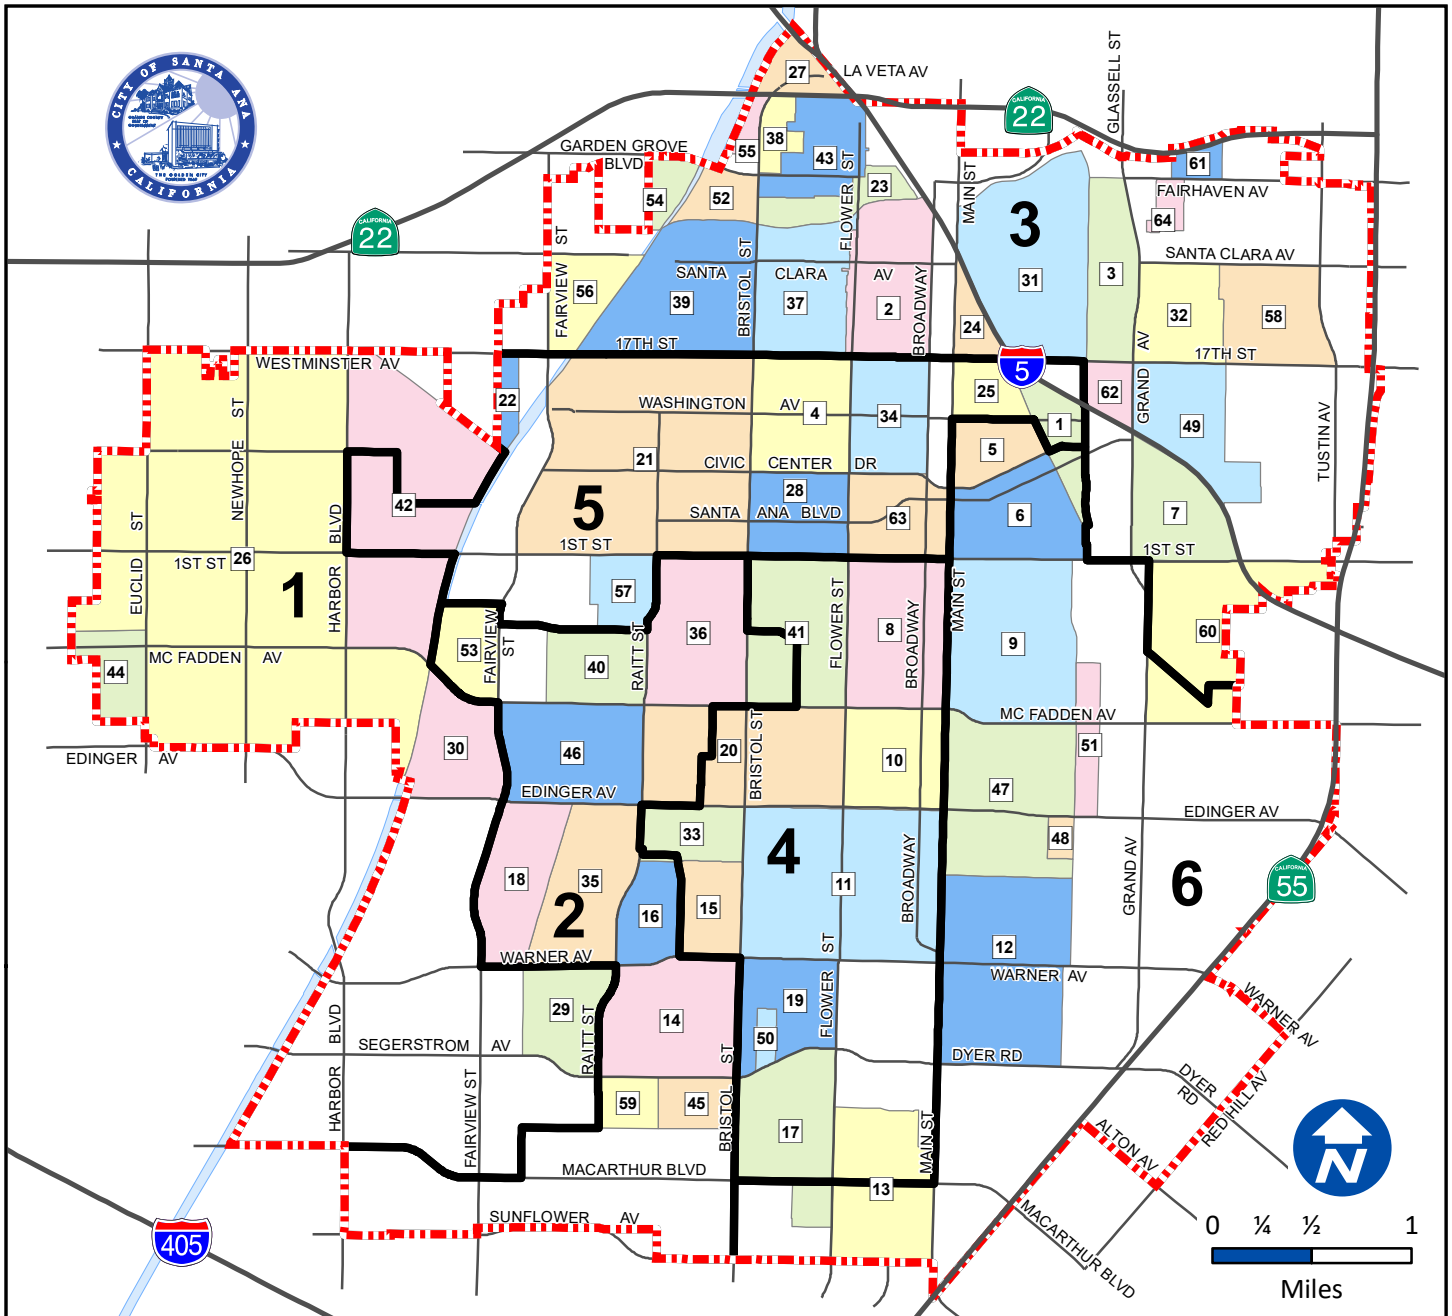 CITY OF SANTA ANA
CALIFORNIA
27
LA VETA AV
GLASSELL ST
CALIFORNIA
22
GARDEN GROVE
BLVD
55
38
43
FLOWER ST
23
MAIN ST
3
61
FAIRHAVEN AV
54
52
64
CALIFORNIA
22
FAIRVIEW ST
SANTA CLARA AV
SANTA CLARA AV
BRISTOL ST
BROADWAY
56
39
37
2
31
3
32
58
24
17TH ST
17TH ST
5
WESTMINSTER AV
22
WASHINGTON AV
4
34
25
1
62
GRAND AV
49
TUSTIN AV
NEWHOPE ST
21
CIVIC CENTER DR
5
28
42
5
SANTA ANA BLVD
63
6
7
EUCLID ST
HARBOR BLVD
1ST ST
26
1ST ST
1ST ST
1
57
36
41
FLOWER ST
8
BROADWAY
MAIN ST
9
60
53
FAIRVIEW ST
40
RAITT ST
44
MC FADDEN AV
MC FADDEN AV
51
30
46
20
BRISTOL ST
10
47
EDINGER AV
EDINGER AV
EDINGER AV
33
4
48
GRAND AV
6
CALIFORNIA
55
18
35
2
16
15
11
BROADWAY
FLOWER ST
12
WARNER AV
WARNER AV
WARNER AV
29
RAITT ST
14
19
50
SEGERSTROM AV
DYER RD
DYER RD
HARBOR BLVD
FAIRVIEW ST
59
45
BRISTOL ST
17
MAIN ST
RED HILL AV
ALTON AV
MACARTHUR BLVD
13
MACARTHUR BLVD
SUNFLOWER AV
405
N
0 ¼ ½ 1
Miles